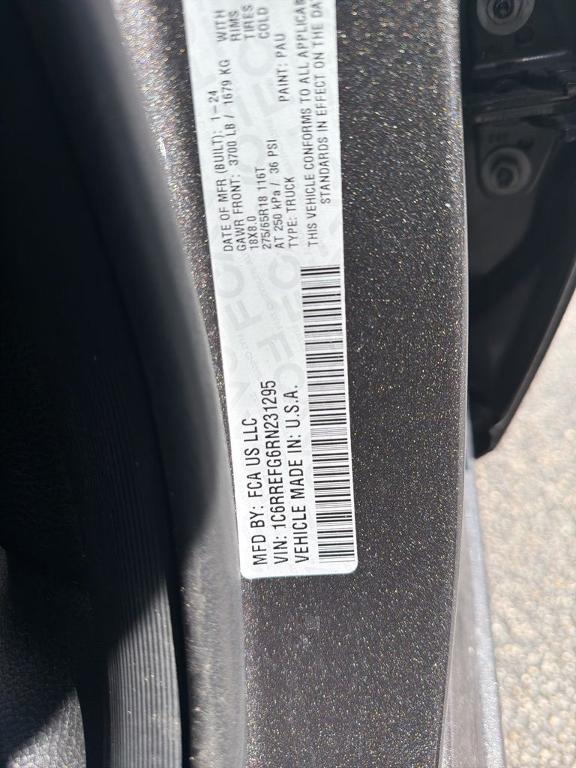 MFD BY: FCA US LLC
DATE OF MFR (BUILT): 1-24
GAWR FRONT: 3700 LB / 1679 KG WITH
18X8.0 RIMS
275/65R18 116T TIRES
AT 250 kPa / 36 PSI COLD
VIN: 1C6RREFG6RN231295
TYPE: TRUCK PAINT: PAU
VEHICLE MADE IN: U.S.A.
THIS VEHICLE CONFORMS TO ALL
STANDARDS IN EFFECT ON THE